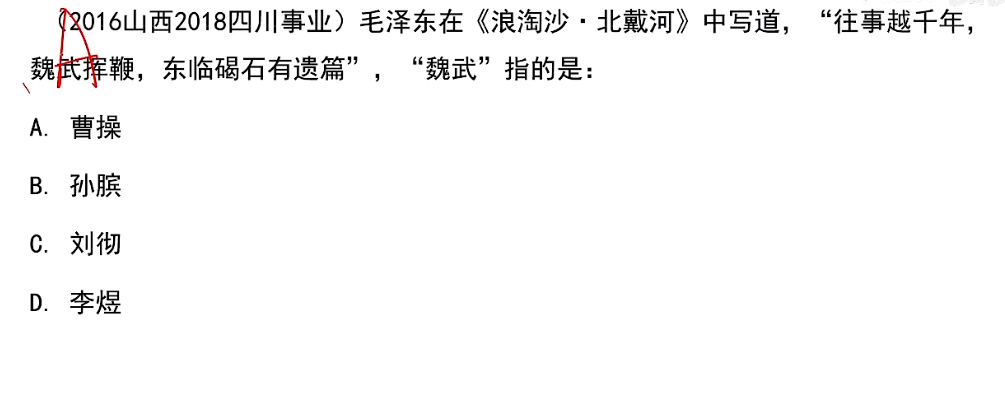 （2016山西2018四川事业）毛泽东在《浪淘沙·北戴河》中写道，“往事越千年，
魏武挥鞭，东临碣石有遗篇”，“魏武”指的是：
A. 曹操
B. 孙膑
C. 刘彻
D. 李煜
A